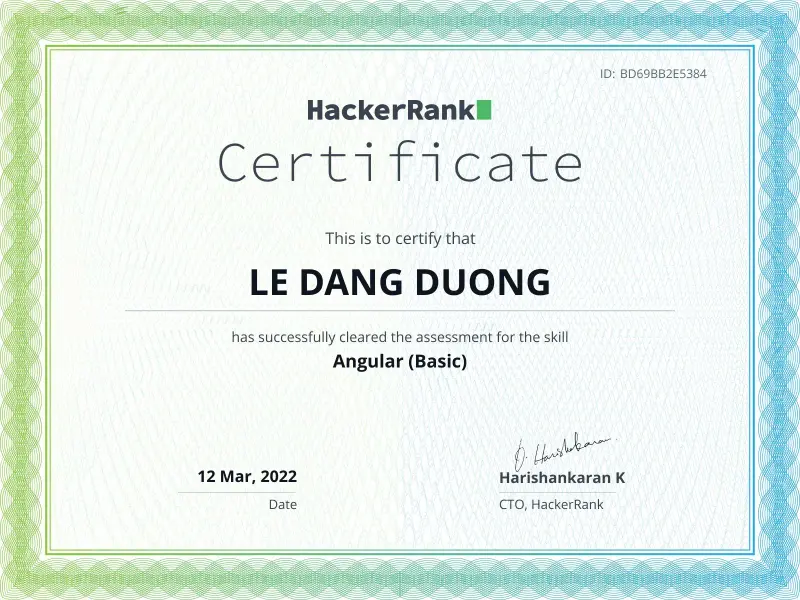 ID: BD69BB2E5384
HackerRank
Certificate
This is to certify that
LE DANG DUONG
has successfully cleared the assessment for the skill
Angular (Basic)
12 Mar, 2022
Date
Harishankaran K
CTO, HackerRank